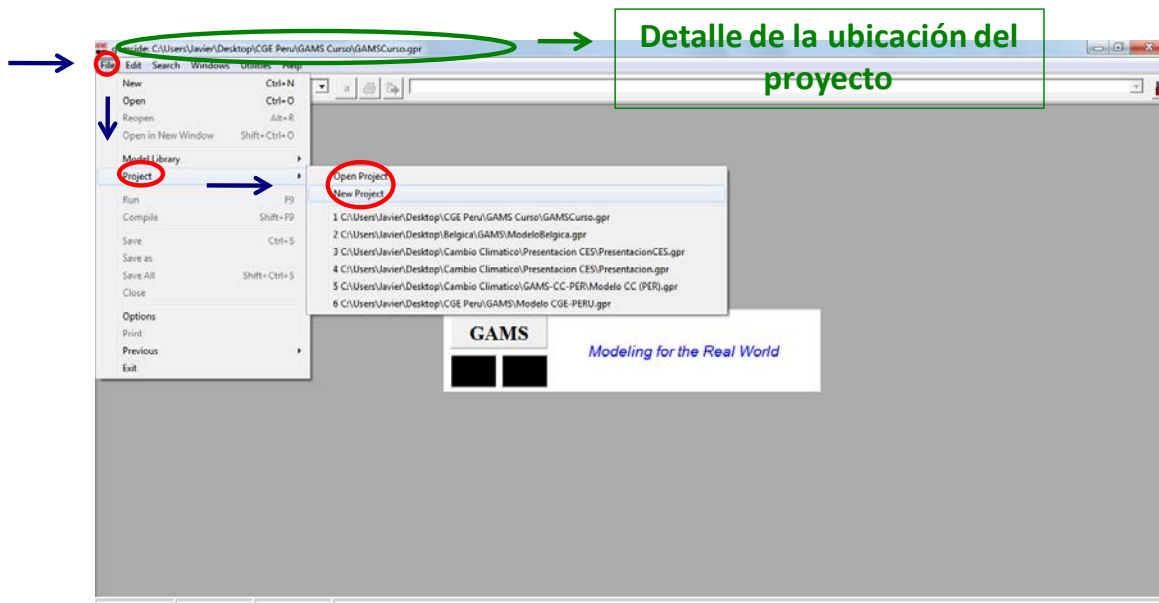 Detalle de la ubicación del
proyecto
gamside: C:\Users\Javier\Desktop\CGE Peru\GAMS Curso\GAMSCurso.gpr
File Edit Search Windows Utilities Help
New Ctrl+N
Open Ctrl+O
Reopen Alt+R
Open in New Window Shift+Ctrl+O
Model Library
Project
Run F9
Compile Shift+F9
Save Ctrl+S
Save as
Save All Shift+Ctrl+S
Close
Options
Print
Previous
Exit
a
Open Project
New Project
1 C:\Users\Javier\Desktop\CGE Peru\GAMS Curso\GAMSCurso.gpr
2 C:\Users\Javier\Desktop\Belgica\GAMS\ModeloBelgica.gpr
3 C:\Users\Javier\Desktop\Cambio Climatico\Presentacion CES\PresentacionCES.gpr
4 C:\Users\Javier\Desktop\Cambio Climatico\Presentacion CES\Presentacion.gpr
5 C:\Users\Javier\Desktop\Cambio Climatico\GAMS-CC-PER\Modelo CC (PER).gpr
6 C:\Users\Javier\Desktop\CGE Peru\GAMS\Modelo CGE-PERU.gpr
GAMS
Modeling for the Real World